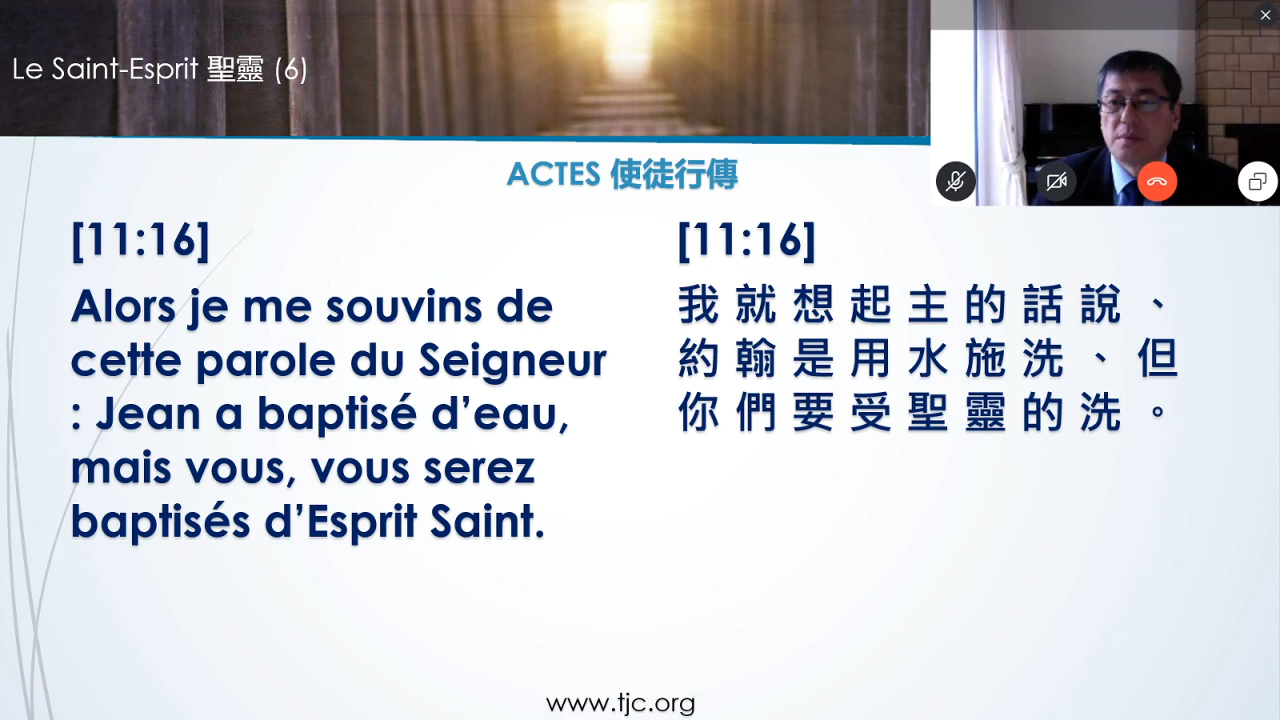 Le Saint-Esprit 聖靈 (6)
ACTES 使徒行傳
[11:16]
Alors je me souvins de
cette parole du Seigneur
: Jean a baptisé d’eau,
mais vous, vous serez
baptisés d’Esprit Saint.
[11:16]
我就想起主的話說、
約翰是用水施洗、但
你們要受聖靈的洗。
www.tjc.org